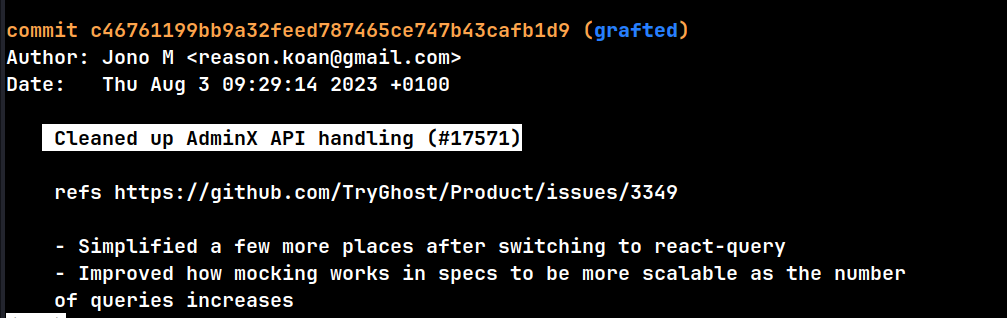 commit c46761199bb9a32feed787465ce747b43cafb1d9 (grafted)
Author: Jono M <reason.koan@gmail.com>
Date:   Thu Aug 3 09:29:14 2023 +0100
Cleaned up AdminX API handling (#17571)
refs https://github.com/TryGhost/Product/issues/3349
- Simplified a few more places after switching to react-query
- Improved how mocking works in specs to be more scalable as the number
of queries increases